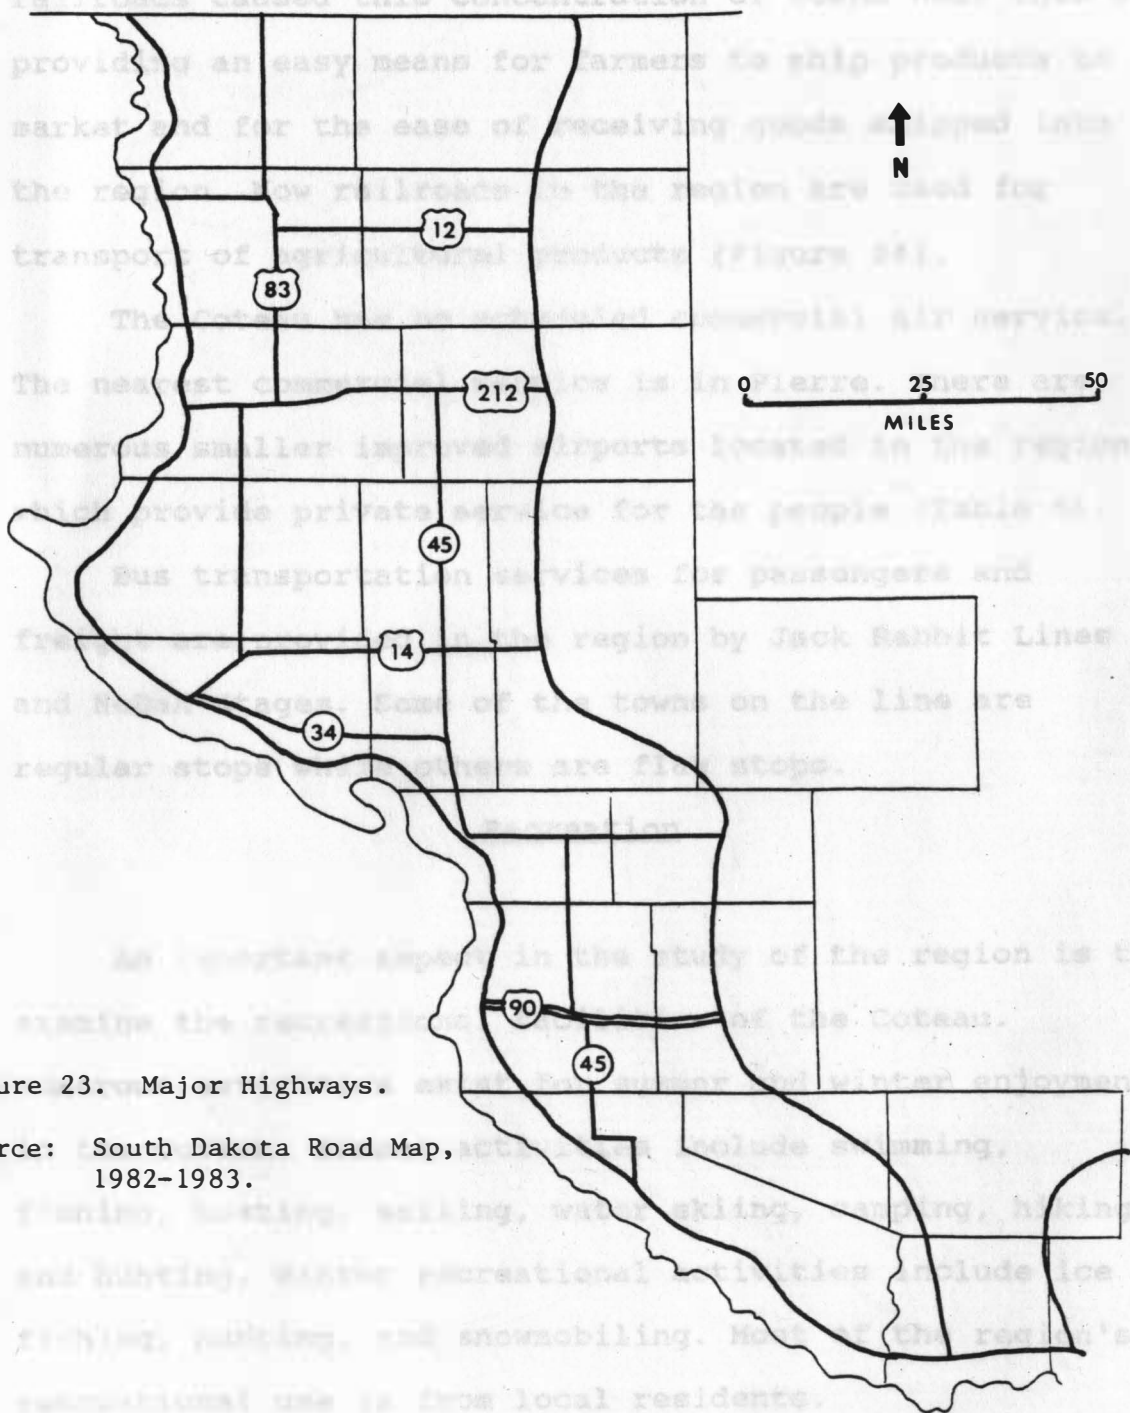 providing an easy means for farmers to ship products to
market and for the ease of receiving goods shipped into
the region. Now railroads in the region are used for
transport of agricultural products (Figure
The Coteau has no scheduled commercial air service.
The nearest commercial service is in Pierre. There are
numerous smaller improved airports located in the region
which provide private service for the people (Table
Bus transportation services for passengers and
freight are provided in the region by Jack Rabbit Lines
and Stages. Some of the towns on the line are
regular stops while others are flag stops.
Recreation
An important aspect in the study of the region is t
examine the recreational facilities of the Coteau.
exist for summer and winter enjoymen
activities include swimming,
fishing, boating, sailing, water skiing, camping, hiking
and hunting. Winter recreational activities include ice
fishing, hunting, and snowmobiling. Most of the region's
recreational use is from local residents.
N
12
83
212
0 25 50
MILES
45
14
34
90
45
ure 23. Major Highways.
rce: South Dakota Road Map,
1982-1983.